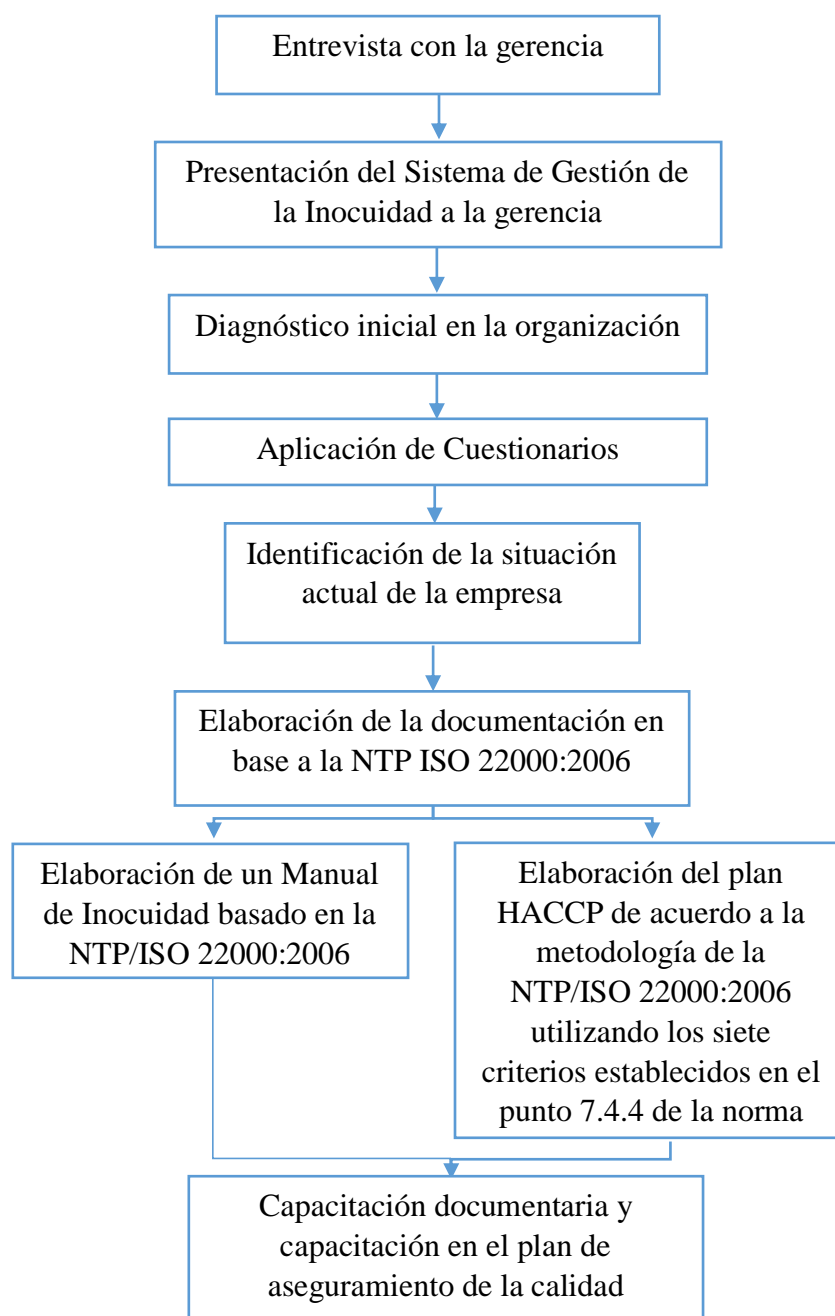 Entrevista con la gerencia
Presentación del Sistema de Gestión de
la Inocuidad a la gerencia
Diagnóstico inicial en la organización
Aplicación de Cuestionarios
Identificación de la situación
actual de la empresa
Elaboración de la documentación en
base a la NTP ISO 22000:2006
Elaboración de un Manual
de Inocuidad basado en la
NTP/ISO 22000:2006
Elaboración del plan
HACCP de acuerdo a la
metodología de la
NTP/ISO 22000:2006
utilizando los siete
criterios establecidos en el
punto 7.4.4 de la norma
Capacitación documentaria y
capacitación en el plan de
aseguramiento de la calidad